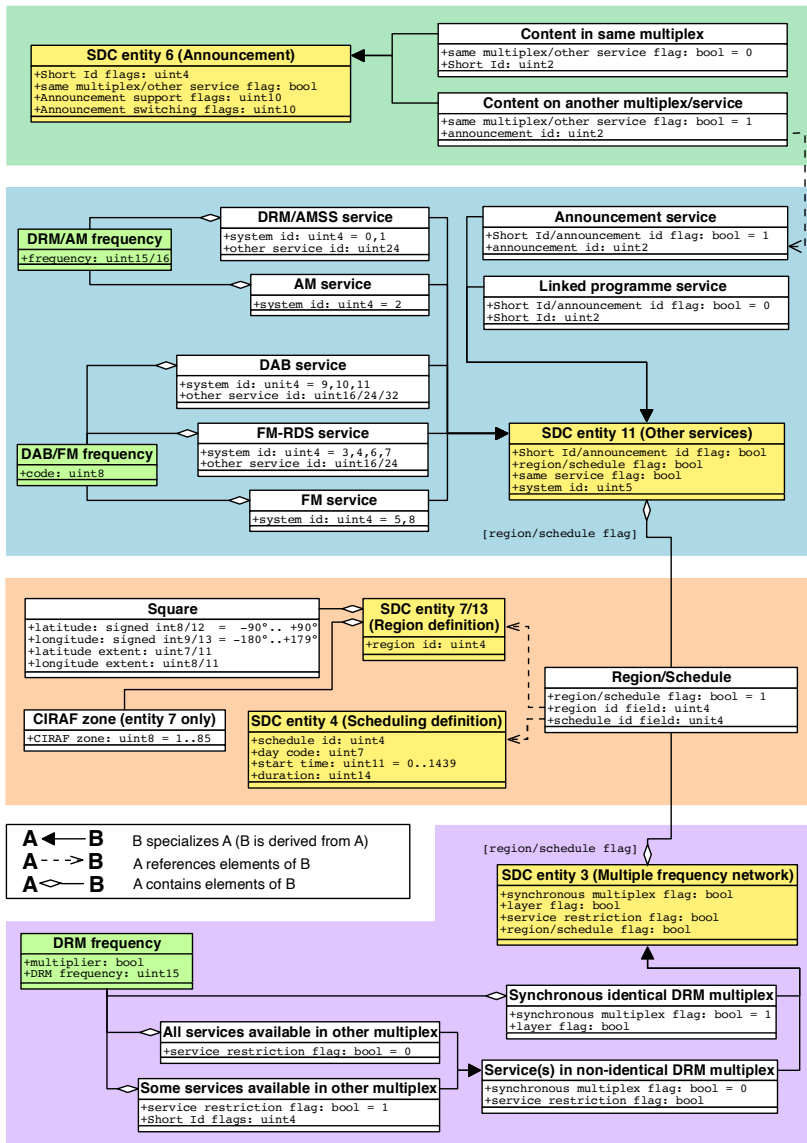 SDC entity 6 (Announcement)
+Short Id flags: uint4
+same multiplex/other service flag: bool
+Announcement support flags: uint10
+Announcement switching flags: uint10
Content in same multiplex
+same multiplex/other service flag: bool = 0
+Short Id: uint2
Content on another multiplex/service
+same multiplex/other service flag: bool = 1
+announcement id: uint2
DRM/AM frequency
+frequency: uint15/16
DRM/AMSS service
+system id: uint4 = 0,1
+other service id: uint24
AM service
+system id: uint4 = 2
Announcement service
+Short Id/announcement id flag: bool = 1
+announcement id: uint2
Linked programme service
+Short Id/announcement id flag: bool = 0
+Short Id: uint2
DAB service
+system id: unit4 = 9,10,11
+other service id: uint16/24/32
DAB/FM frequency
+code: uint8
FM-RDS service
+system id: uint4 = 3,4,6,7
+other service id: uint16/24
FM service
+system id: uint4 = 5,8
SDC entity 11 (Other services)
+Short Id/announcement id flag: bool
+region/schedule flag: bool
+same service flag: bool
+system id: uint5
[region/schedule flag]
Square
+latitude: signed int8/12 = -90°.. +90°
+longitude: signed int9/13 = -180°..+179°
+latitude extent: uint7/11
+longitude extent: uint8/11
SDC entity 7/13
(Region definition)
+region id: uint4
CIRAF zone (entity 7 only)
+CIRAF zone: uint8 = 1..85
SDC entity 4 (Scheduling definition)
+schedule id: uint4
+day code: uint7
+start time: uint11 = 0..1439
+duration: uint14
Region/Schedule
+region/schedule flag: bool = 1
+region id field: uint4
+schedule id field: unit4
A B B specializes A (B is derived from A)
A B A references elements of B
A B A contains elements of B
[region/schedule flag]
SDC entity 3 (Multiple frequency network)
+synchronous multiplex flag: bool
+layer flag: bool
+service restriction flag: bool
+region/schedule flag: bool
DRM frequency
+multiplier: bool
+DRM frequency: uint15
Synchronous identical DRM multiplex
+synchronous multiplex flag: bool = 1
+layer flag: bool
All services available in other multiplex
+service restriction flag: bool = 0
Some services available in other multiplex
+service restriction flag: bool = 1
+Short Id flags: uint4
Service(s) in non-identical DRM multiplex
+synchronous multiplex flag: bool = 0
+service restriction flag: bool